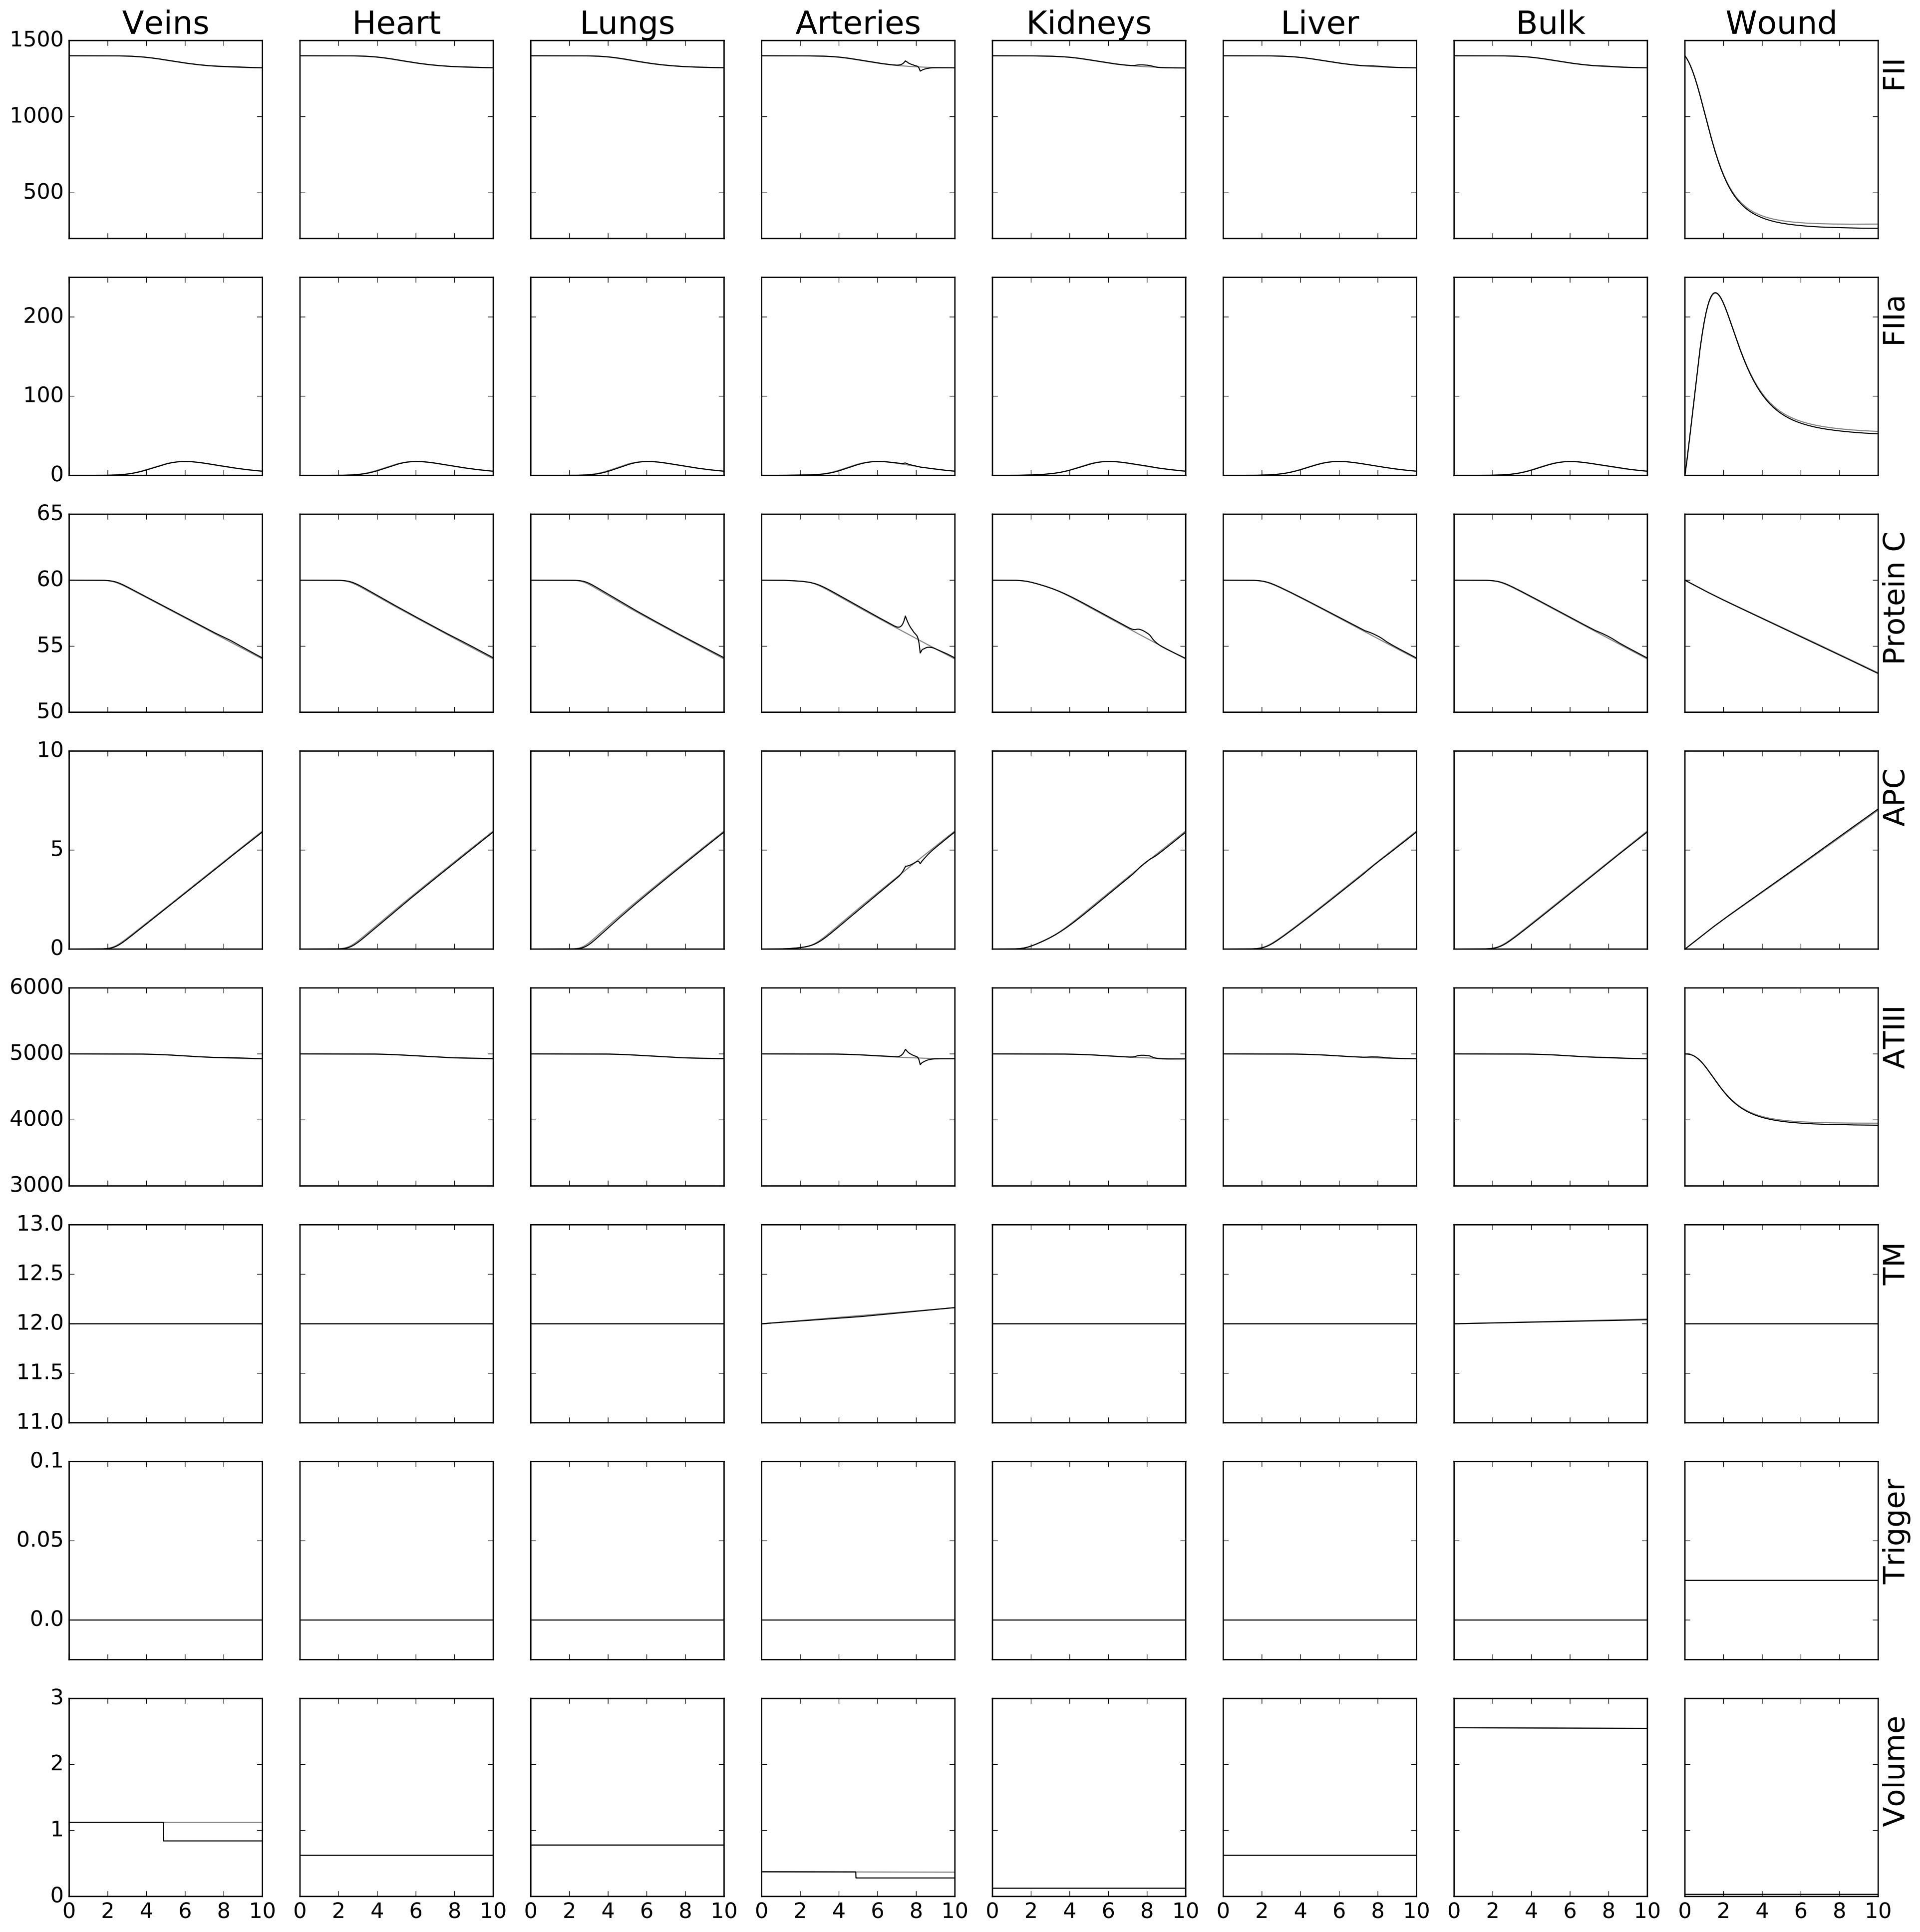 Veins Heart Lungs Arteries Kidneys Liver Bulk Wound
1500
1000
500
FII
200
100
0
FIIa
65
60
55
50
Protein C
10
5
0
APC
6000
5000
4000
3000
ATIII
13.0
12.5
12.0
11.5
11.0
TM
0.1
0.05
0.0
Trigger
3
2
1
0
Volume
0 2 4 6 8 10 0 2 4 6 8 10 0 2 4 6 8 10 0 2 4 6 8 10 0 2 4 6 8 10 0 2 4 6 8 10 0 2 4 6 8 10 0 2 4 6 8 10